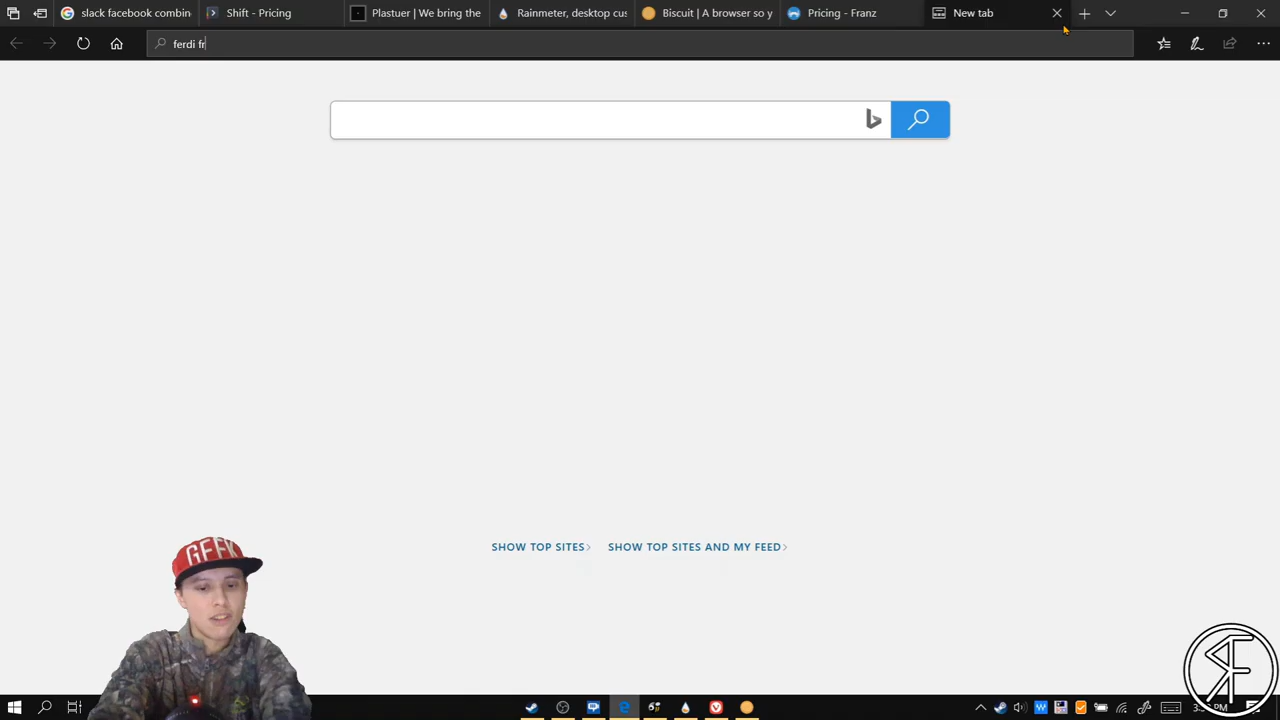 slack facebook combin
Shift - Pricing
Plastuer | We bring the
Rainmeter, desktop cus
Biscuit | A browser so y
Pricing - Franz
New tab
ferdi fr
SHOW TOP SITES
SHOW TOP SITES AND MY FEED
GEEK